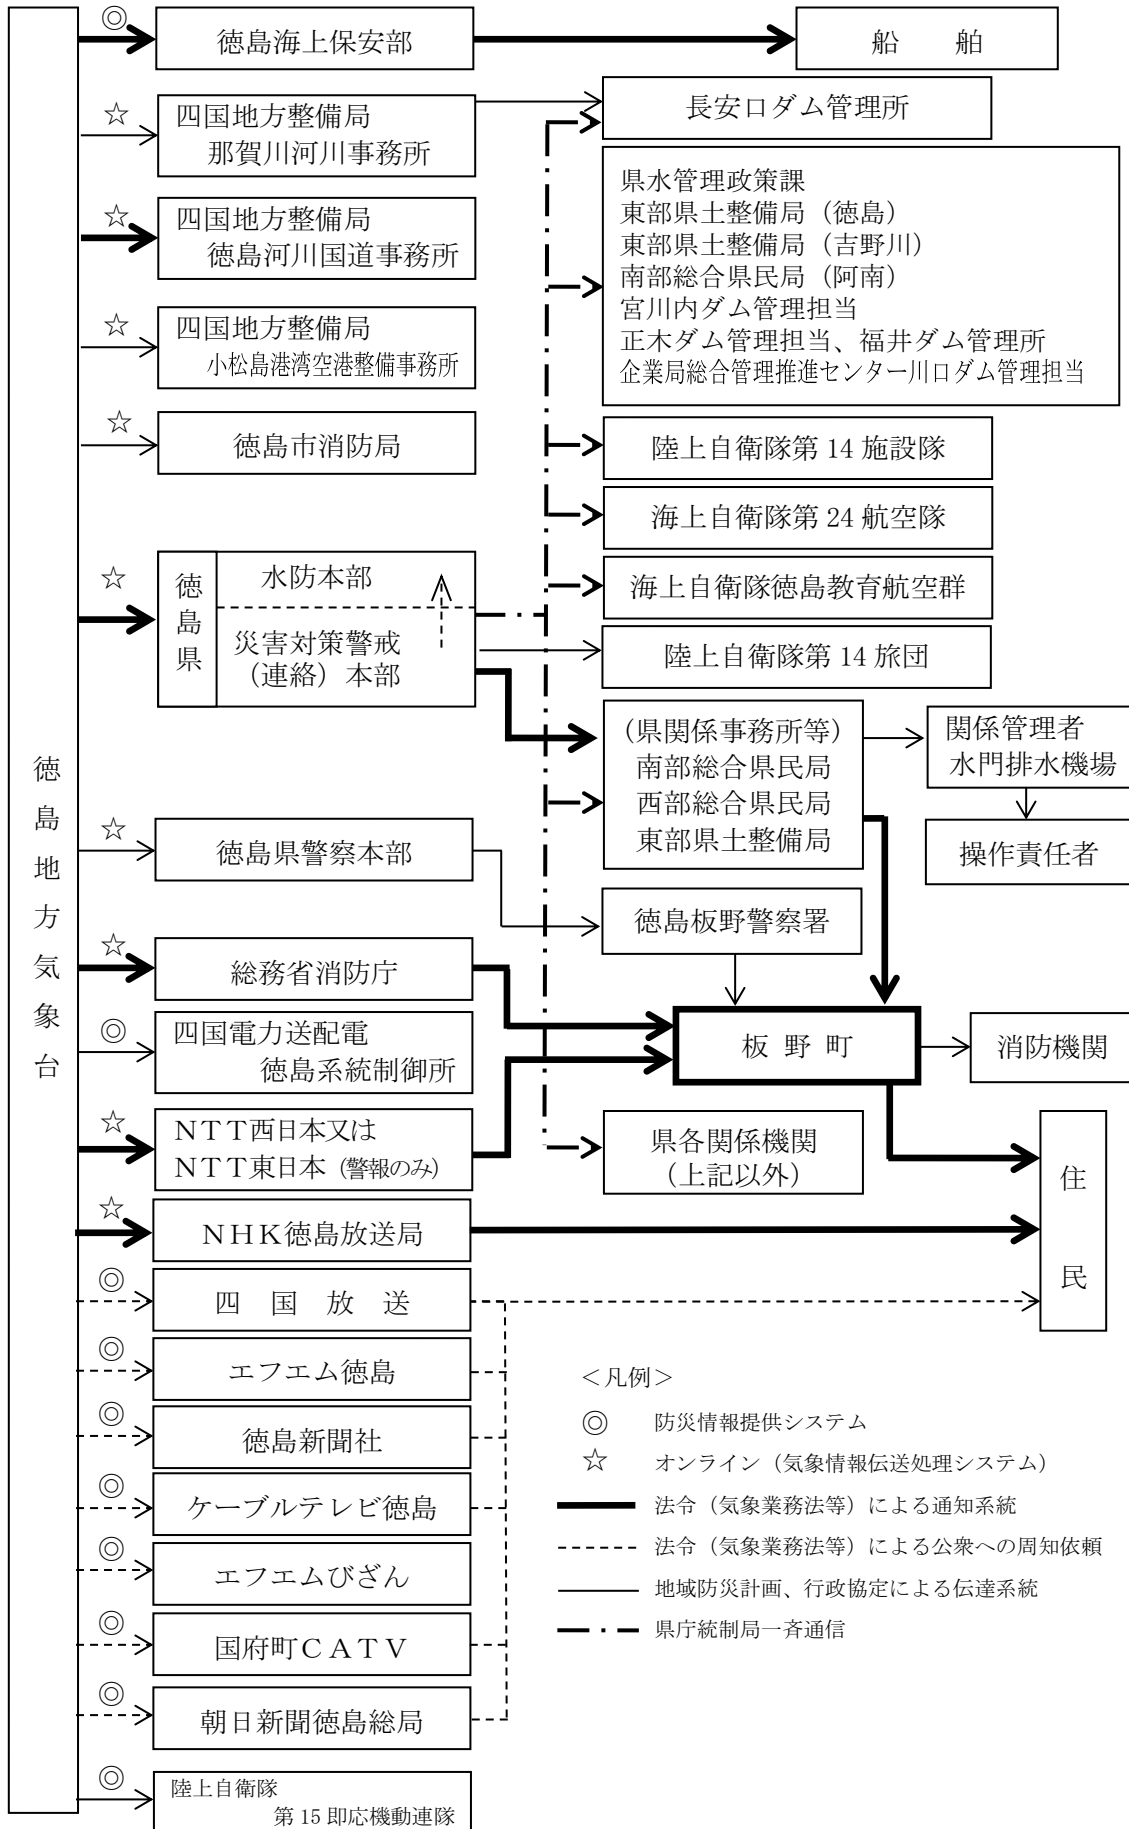 徳島地方気象台
◎
徳島海上保安部
船　　舶
☆
四国地方整備局
那賀川河川事務所
長安口ダム管理所
☆
四国地方整備局
徳島河川国道事務所
県水管理政策課
東部県土整備局（徳島）
東部県土整備局（吉野川）
南部総合県民局（阿南）
宮川内ダム管理担当
正木ダム管理担当、福井ダム管理所
企業局総合管理推進センター川口ダム管理担当
☆
四国地方整備局
小松島港湾空港整備事務所
☆
徳島市消防局
陸上自衛隊第 14 施設隊
海上自衛隊第 24 航空隊
海上自衛隊徳島教育航空群
陸上自衛隊第 14 旅団
☆
徳島県
水防本部
災害対策警戒
（連絡）本部
（県関係事務所等）
南部総合県民局
西部総合県民局
東部県土整備局
関係管理者
水門排水機場
操作責任者
☆
徳島県警察本部
徳島板野警察署
☆
総務省消防庁
◎
四国電力送配電
徳島系統制御所
板 野 町
消防機関
☆
ＮＴＴ西日本又は
ＮＴＴ東日本（警報のみ）
県各関係機関
（上記以外）
住民
☆
ＮＨＫ徳島放送局
◎
四　国　放　送
◎
エフエム徳島
◎
徳島新聞社
◎
ケーブルテレビ徳島
◎
エフエムびざん
◎
国府町ＣＡＴＶ
◎
朝日新聞徳島総局
◎
陸上自衛隊
第 15 即応機動連隊
＜凡例＞
◎　防災情報提供システム
☆　オンライン（気象情報伝送処理システム）
法令（気象業務法等）による通知系統
法令（気象業務法等）による公衆への周知依頼
地域防災計画、行政協定による伝達系統
県庁統制局一斉通信